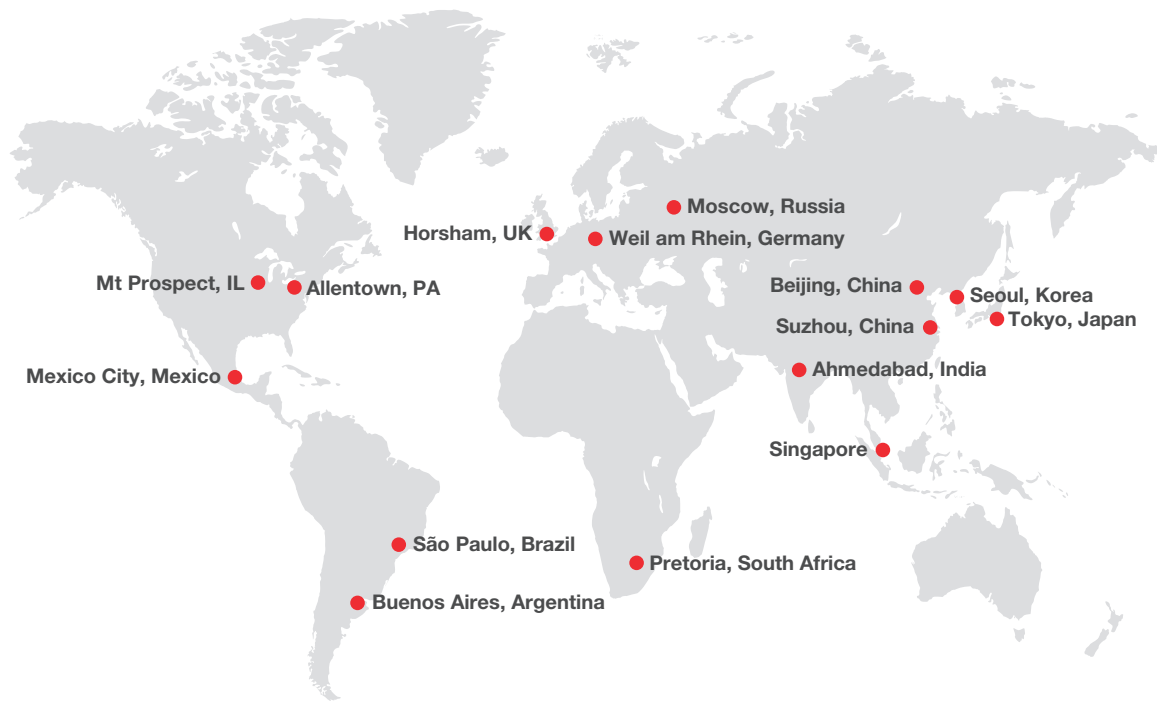 Moscow, Russia
Horsham, UK
Weil am Rhein, Germany
Mt Prospect, IL
Allentown, PA
Beijing, China
Seoul, Korea
Suzhou, China
Tokyo, Japan
Mexico City, Mexico
Ahmedabad, India
Singapore
São Paulo, Brazil
Pretoria, South Africa
Buenos Aires, Argentina